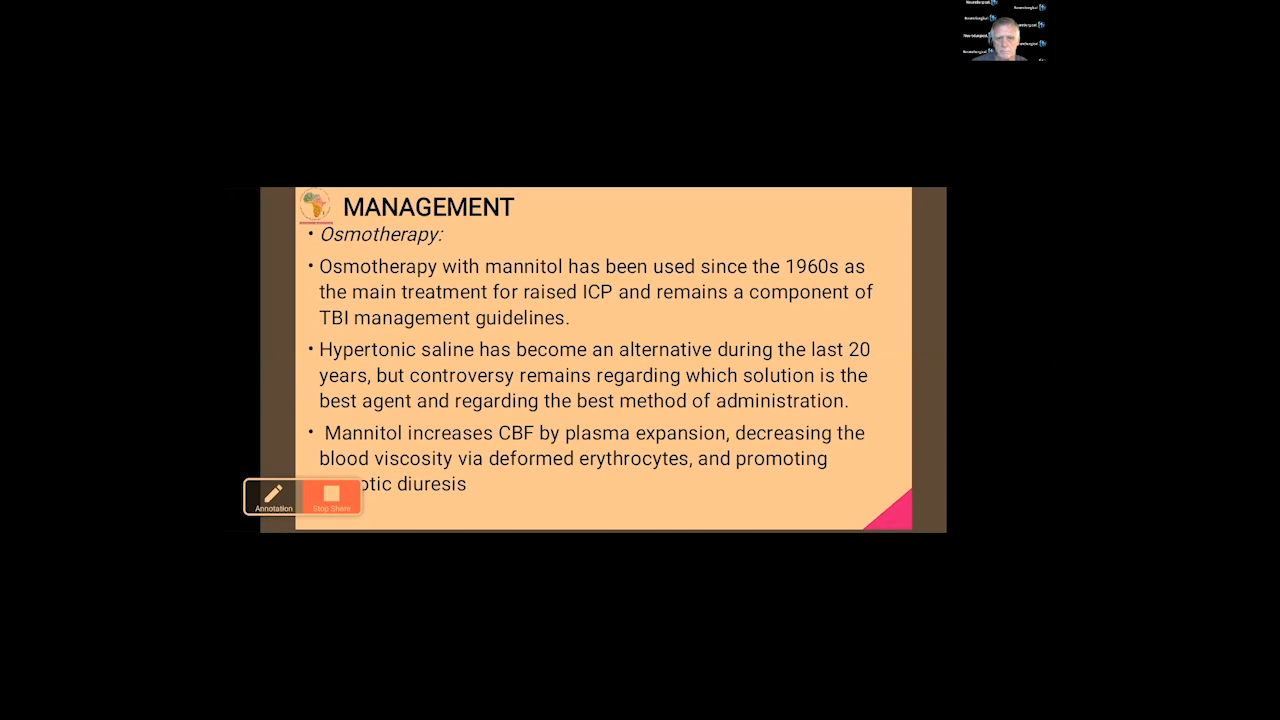 MANAGEMENT
• Osmotherapy:
• Osmotherapy with mannitol has been used since the 1960s as
the main treatment for raised ICP and remains a component of
TBI management guidelines.
• Hypertonic saline has become an alternative during the last 20
years, but controversy remains regarding which solution is the
best agent and regarding the best method of administration.
• Mannitol increases CBF by plasma expansion, decreasing the
blood viscosity via deformed erythrocytes, and promoting
otic diuresis
Annotation
Stop Share